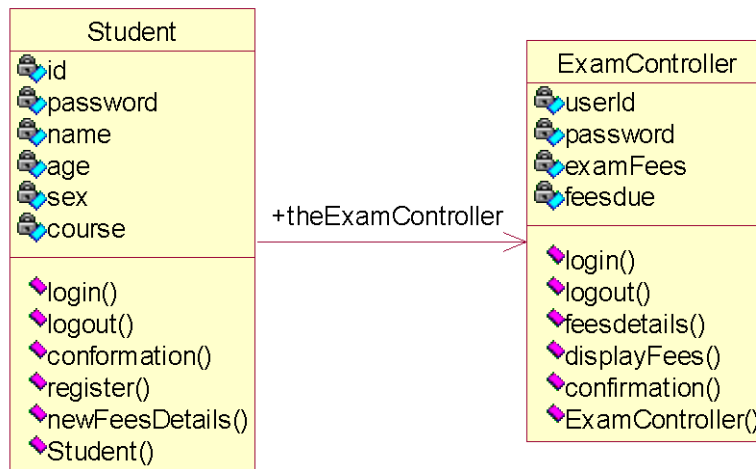 Student
id
password
name
age
sex
course
login()
logout()
conformation()
register()
newFeesDetails()
Student()
+theExamController
ExamController
userId
password
examFees
feesdue
login()
logout()
feesdetails()
displayFees()
confirmation()
ExamController()